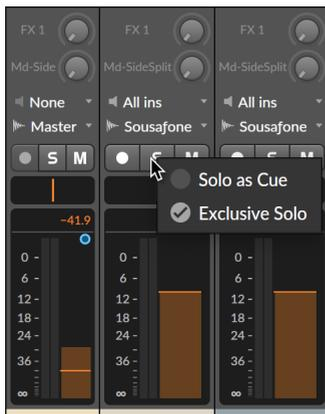 FX 1 FX 1 FX 1
Md-Side Md-SideSplit Md-SideSplit
None All ins All ins
Master Sousafone Sousafone
S M S M
Solo as Cue
Exclusive Solo
-41.9
0 - 0 - 0 -
6 - 6 - 6 -
12 - 12 - 12 -
18 - 18 - 18 -
24 - 24 - 24 -
36 - 36 - 36 -
∞ ∞ ∞